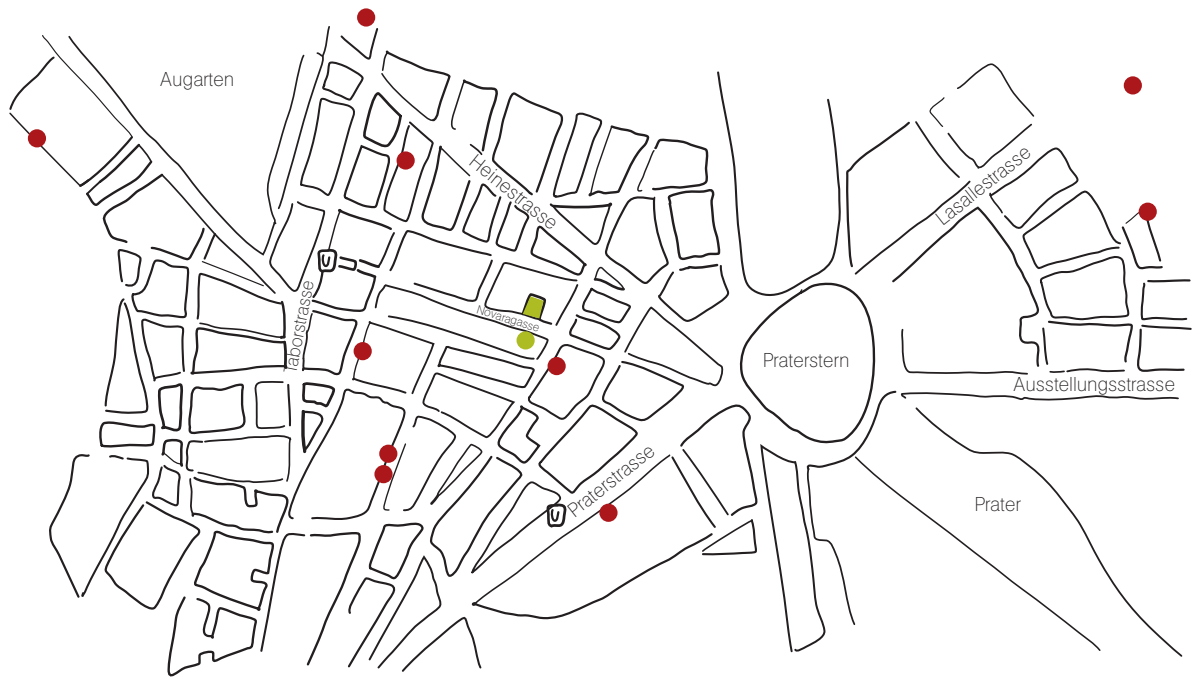 Augarten
Heinestrasse
Lasallestrasse
U
Taborstrasse
Novaragasse
Praterstern
Ausstellungsstrasse
Praterstrasse
U
Prater